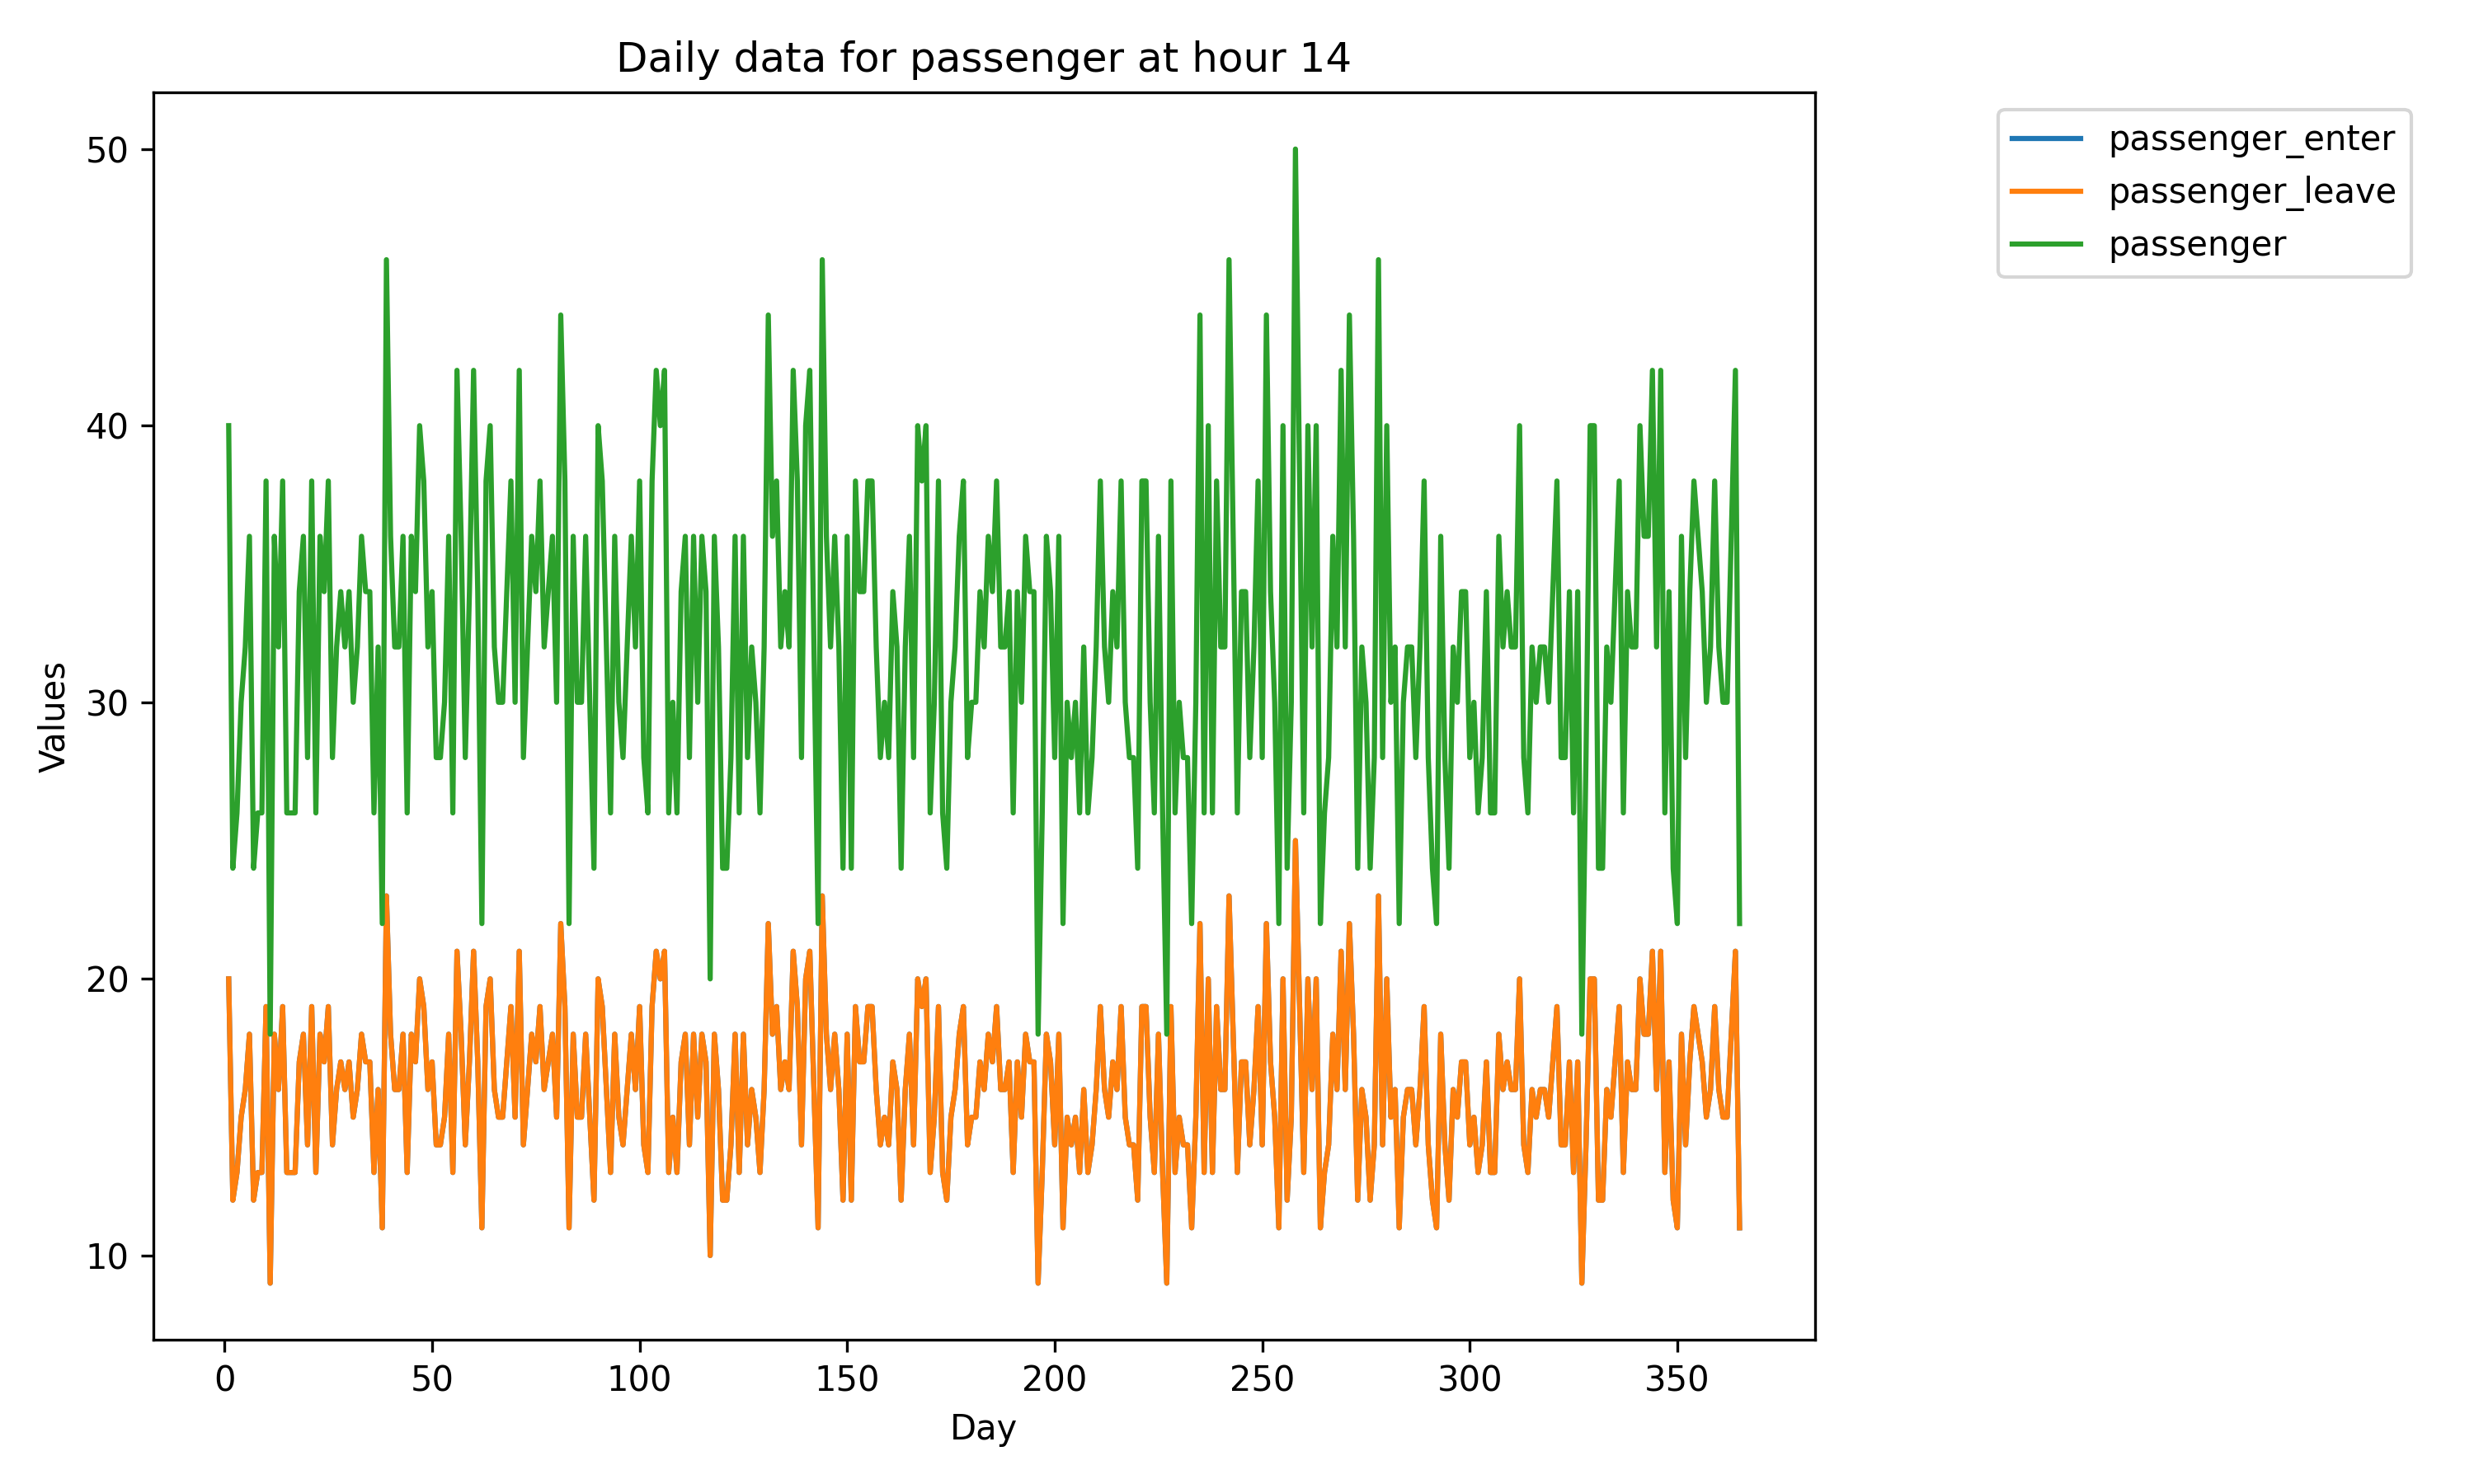 Daily data for passenger at hour 14
passenger_enter
passenger_leave
passenger
Values
50
40
30
20
10
0 50 100 150 200 250 300 350
Day